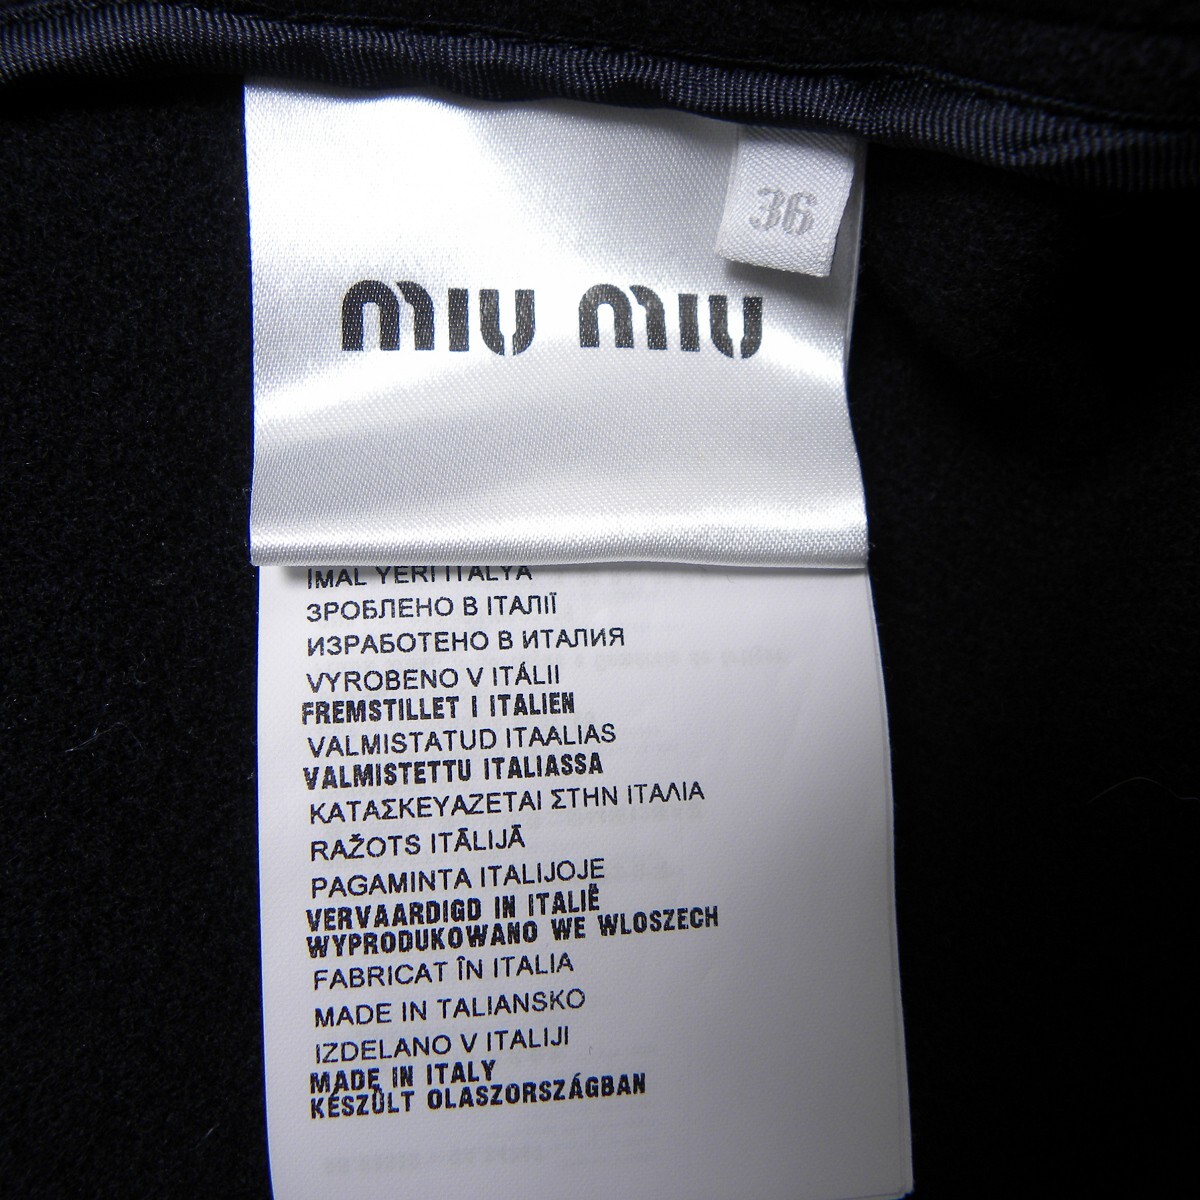 36
MIU MIU
IMAL YERI ITALYA
ЗРОБЛЕНО В ІТАЛІЇ
ИЗРАБОТЕНО В ИТАЛИЯ
VYROBENO V ITÁLII
FREMSTILLET I ITALIEN
VALMISTATUD ITAALIAS
VALMISTETTU ITALIASSA
ΚΑΤΑΣΚΕΥΑΖΕΤΑΙ ΣΤΗΝ ΙΤΑΛΙΑ
RAŽOTS ITĀLIJĀ
PAGAMINTA ITALIJOJE
VERVAARDIGD IN ITALIË
WYPRODUKOWANO WE WLOSZECH
FABRICAT ÎN ITALIA
MADE IN TALIANSKO
IZDELANO V ITALIJI
MADE IN ITALY
KÉSZÜLT OLASZORSZÁGBAN